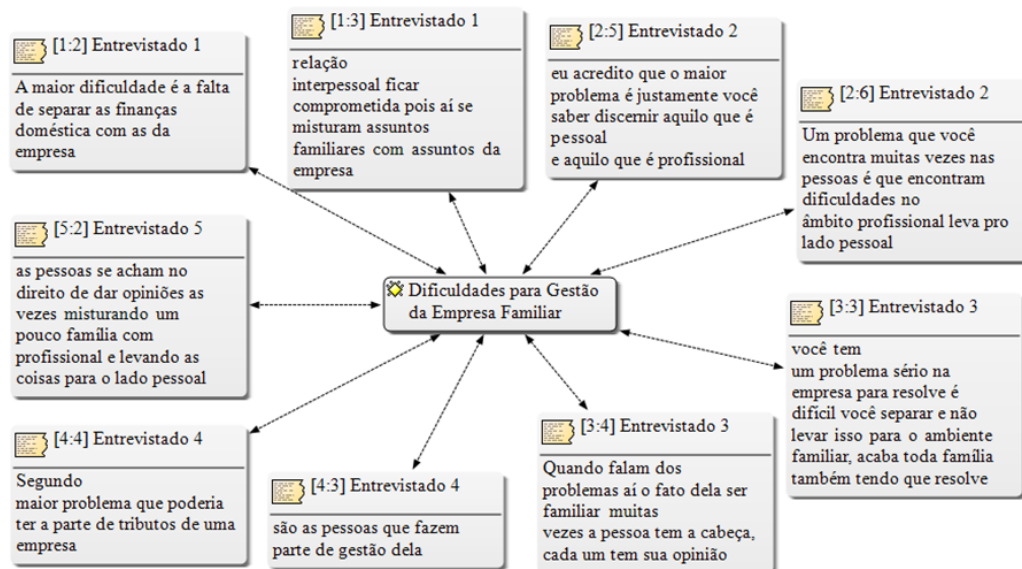 [1:2] Entrevistado 1
A maior dificuldade é a falta
de separar as finanças
doméstica com as da
empresa
[1:3] Entrevistado 1
relação
interpessoal ficar
comprometida pois aí se
misturam assuntos
familiares com assuntos da
empresa
[2:5] Entrevistado 2
eu acredito que o maior
problema é justamente você
saber discernir aquilo que é
pessoal
e aquilo que é profissional
[2:6] Entrevistado 2
Um problema que você
encontra muitas vezes nas
pessoas é que encontram
dificuldades no
âmbito profissional leva pro
lado pessoal
[5:2] Entrevistado 5
as pessoas se acham no
direito de dar opiniões as
vezes misturando um
pouco família com
profissional e levando as
coisas para o lado pessoal
Dificuldades para Gestão
da Empresa Familiar
[3:3] Entrevistado 3
você tem
um problema sério na
empresa para resolve é
difícil você separar e não
levar isso para o ambiente
familiar, acaba toda família
também tendo que resolve
[4:4] Entrevistado 4
Segundo
maior problema que poderia
ter a parte de tributos de uma
empresa
[4:3] Entrevistado 4
são as pessoas que fazem
parte de gestão dela
[3:4] Entrevistado 3
Quando falam dos
problemas aí o fato dela ser
familiar muitas
vezes a pessoa tem a cabeça,
cada um tem sua opinião